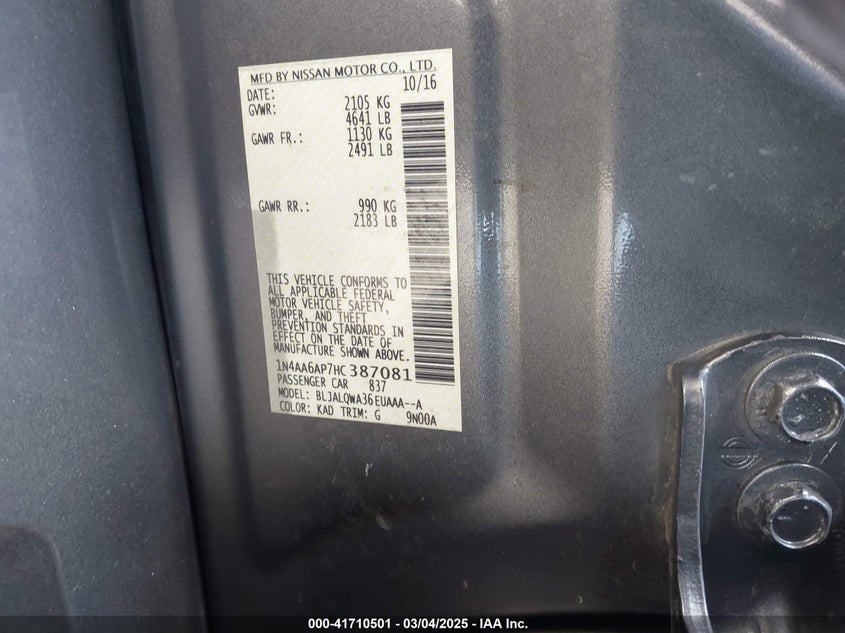 MFD BY NISSAN MOTOR CO., LTD.
DATE: 10/16
GVWR: 2105 KG
4641 LB
GAWR FR.: 1130 KG
2491 LB
GAWR RR.: 990 KG
2183 LB
THIS VEHICLE CONFORMS TO
ALL APPLICABLE FEDERAL
MOTOR VEHICLE SAFETY,
BUMPER, AND THEFT
PREVENTION STANDARDS IN
EFFECT ON THE DATE OF
MANUFACTURE SHOWN ABOVE.
1N4AA6AP7HC387081
PASSENGER CAR 837
MODEL: BLJALQWA36EUAAA--A
COLOR: KAD TRIM: G 9N00A
000-41710501 — 03/04/2025 — IAA Inc.